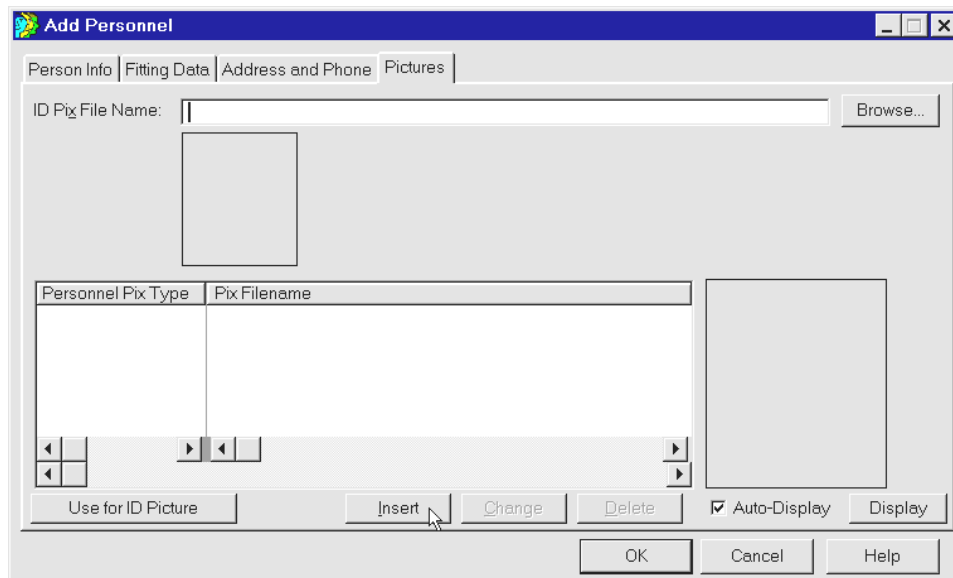 Add Personnel
Person Info Fitting Data Address and Phone Pictures
ID Pix File Name: Browse...
Personnel Pix Type Pix Filename
Use for ID Picture Insert Change Delete Auto-Display Display
OK Cancel Help